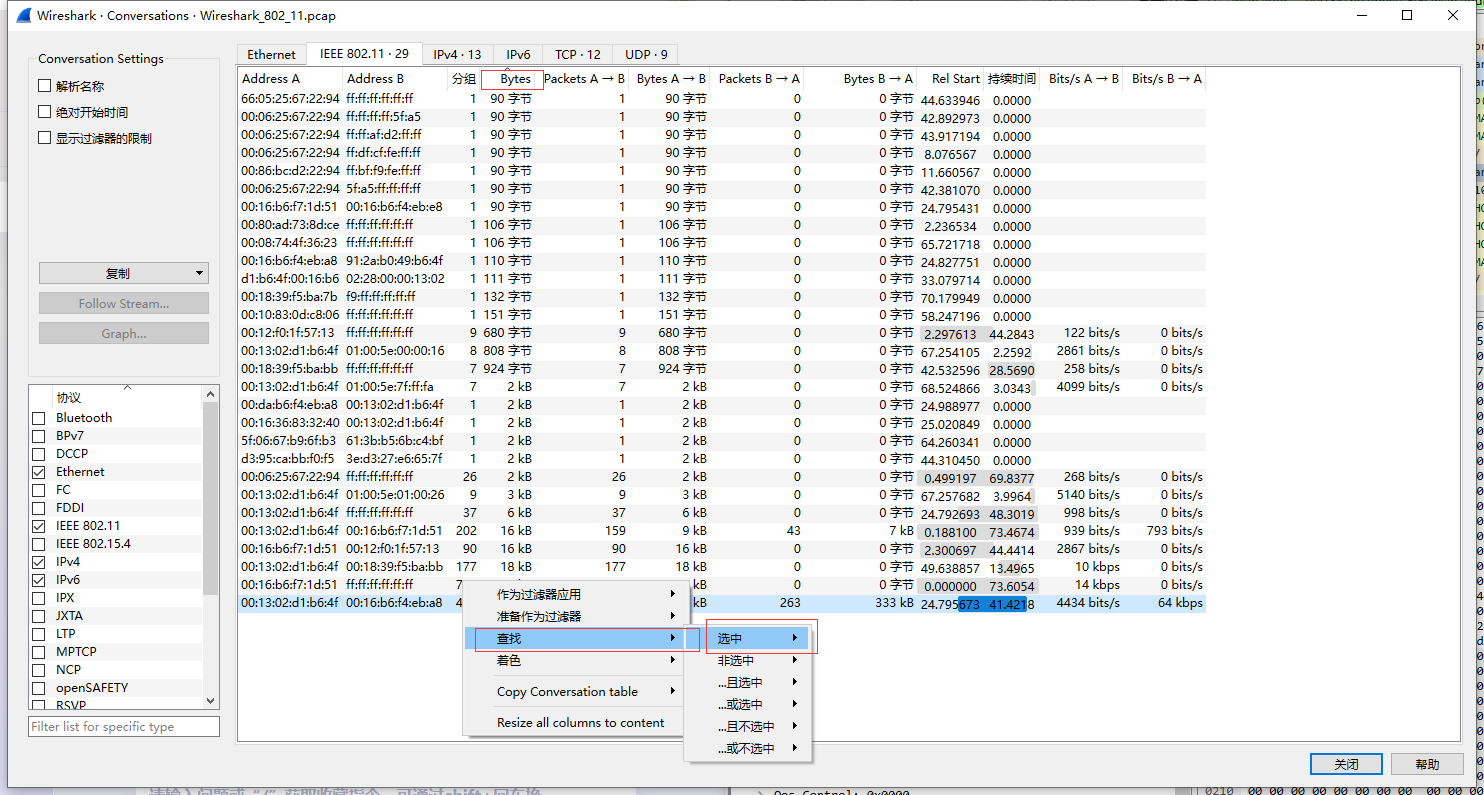 Wireshark · Conversations · Wireshark_802_11.pcap
Conversation Settings
解析名称
绝对开始时间
显示过滤器的限制
复制
Follow Stream...
Graph...
协议
Bluetooth
BPv7
DCCP
Ethernet
FC
FDDI
IEEE 802.11
IEEE 802.15.4
IPv4
IPv6
IPX
JXTA
LTP
MPTCP
NCP
openSAFETY
RSVP
Filter list for specific type
Ethernet IEEE 802.11 · 29 IPv4 · 13 IPv6 TCP · 12 UDP · 9
Address A Address B 分组 Bytes Packets A → B Bytes A → B Packets B → A Bytes B → A Rel Start 持续时间 Bits/s A → B Bits/s B → A
66:05:25:67:22:94 ff:ff:ff:ff:ff:ff 1 90 字节 1 90 字节 0 0 字节 44.633946 0.0000
00:06:25:67:22:94 ff:ff:ff:ff:5f:a5 1 90 字节 1 90 字节 0 0 字节 42.892973 0.0000
00:06:25:67:22:94 ff:ff:af:d2:ff:ff 1 90 字节 1 90 字节 0 0 字节 43.917194 0.0000
00:06:25:67:22:94 ff:df:cf:fe:ff:ff 1 90 字节 1 90 字节 0 0 字节 8.076567 0.0000
00:86:bc:d2:22:94 ff:bf:f9:fe:ff:ff 1 90 字节 1 90 字节 0 0 字节 11.660567 0.0000
00:06:25:67:22:94 5f:a5:ff:ff:ff:ff 1 90 字节 1 90 字节 0 0 字节 42.381070 0.0000
00:16:b6:f7:1d:51 00:16:b6:f4:eb:e8 1 90 字节 1 90 字节 0 0 字节 24.795431 0.0000
00:80:ad:73:8d:ce ff:ff:ff:ff:ff:ff 1 106 字节 1 106 字节 0 0 字节 2.236534 0.0000
00:08:74:4f:36:23 ff:ff:ff:ff:ff:ff 1 106 字节 1 106 字节 0 0 字节 65.721718 0.0000
00:16:b6:f4:eb:a8 91:2a:b0:49:b6:4f 1 110 字节 1 110 字节 0 0 字节 24.827751 0.0000
d1:b6:4f:00:16:b6 02:28:00:00:13:02 1 111 字节 1 111 字节 0 0 字节 33.079714 0.0000
00:18:39:f5:ba:7b f9:ff:ff:ff:ff:ff 1 132 字节 1 132 字节 0 0 字节 70.179949 0.0000
00:10:83:0d:c8:06 ff:ff:ff:ff:ff:ff 1 151 字节 1 151 字节 0 0 字节 58.247196 0.0000
00:12:f0:1f:57:13 ff:ff:ff:ff:ff:ff 9 680 字节 9 680 字节 0 0 字节 2.297613 44.2843 122 bits/s 0 bits/s
00:13:02:d1:b6:4f 01:00:5e:00:00:16 8 808 字节 8 808 字节 0 0 字节 67.254105 2.2592 2861 bits/s 0 bits/s
00:18:39:f5:ba:bb ff:ff:ff:ff:ff:ff 7 924 字节 7 924 字节 0 0 字节 42.532596 28.5690 258 bits/s 0 bits/s
00:13:02:d1:b6:4f 01:00:5e:7f:ff:fa 7 2 kB 7 2 kB 0 0 字节 68.524866 3.0343 4099 bits/s 0 bits/s
00:da:b6:f4:eb:a8 00:13:02:d1:b6:4f 1 2 kB 1 2 kB 0 0 字节 24.988977 0.0000
00:16:36:83:32:40 00:13:02:d1:b6:4f 1 2 kB 1 2 kB 0 0 字节 25.020849 0.0000
5f:06:67:b9:6f:b3 61:3b:b5:6b:c4:bf 1 2 kB 1 2 kB 0 0 字节 64.260341 0.0000
d3:95:ca:bb:f0:f5 3e:d3:27:e6:65:7f 1 2 kB 1 2 kB 0 0 字节 44.310450 0.0000
00:06:25:67:22:94 ff:ff:ff:ff:ff:ff 26 2 kB 26 2 kB 0 0 字节 0.499197 69.8377 268 bits/s 0 bits/s
00:13:02:d1:b6:4f 01:00:5e:01:00:26 9 3 kB 9 3 kB 0 0 字节 67.257682 3.9964 5140 bits/s 0 bits/s
00:13:02:d1:b6:4f ff:ff:ff:ff:ff:ff 37 6 kB 37 6 kB 0 0 字节 24.792693 48.3019 998 bits/s 0 bits/s
00:13:02:d1:b6:4f 00:16:b6:f7:1d:51 202 16 kB 159 9 kB 43 7 kB 0.188100 73.4674 939 bits/s 793 bits/s
00:16:b6:f7:1d:51 00:12:f0:1f:57:13 90 16 kB 90 16 kB 0 0 字节 2.300697 44.4414 2867 bits/s 0 bits/s
00:13:02:d1:b6:4f 00:18:39:f5:ba:bb 177 18 kB 177 18 kB 0 0 字节 49.638857 13.4965 10 kbps 0 bits/s
00:16:b6:f7:1d:51 ff:ff:ff:ff:ff:ff 7 kB 0 0 字节 0.000000 73.6054 14 kbps 0 bits/s
00:13:02:d1:b6:4f 00:16:b6:f4:eb:a8 4 kB 263 333 kB 24.795673 41.4218 4434 bits/s 64 kbps
作为过滤器应用
准备作为过滤器
查找
着色
Copy Conversation table
Resize all columns to content
选中
非选中
...且选中
...或选中
...且不选中
...或不选中
关闭 帮助
0210 00 00 00 00 00 00 00 00 00 00